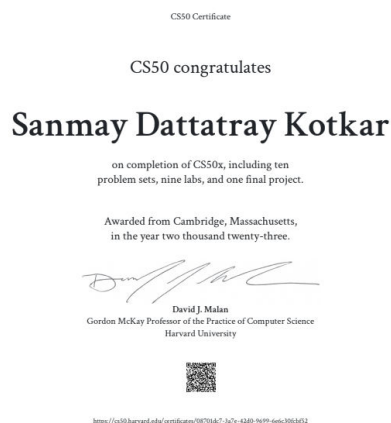 CS50 Certificate
CS50 congratulates
Sanmay Dattatray Kotkar
on completion of CS50x, including ten
problem sets, nine labs, and one final project.
Awarded from Cambridge, Massachusetts,
in the year two thousand twenty-three.
David J. Malan
Gordon McKay Professor of the Practice of Computer Science
Harvard University